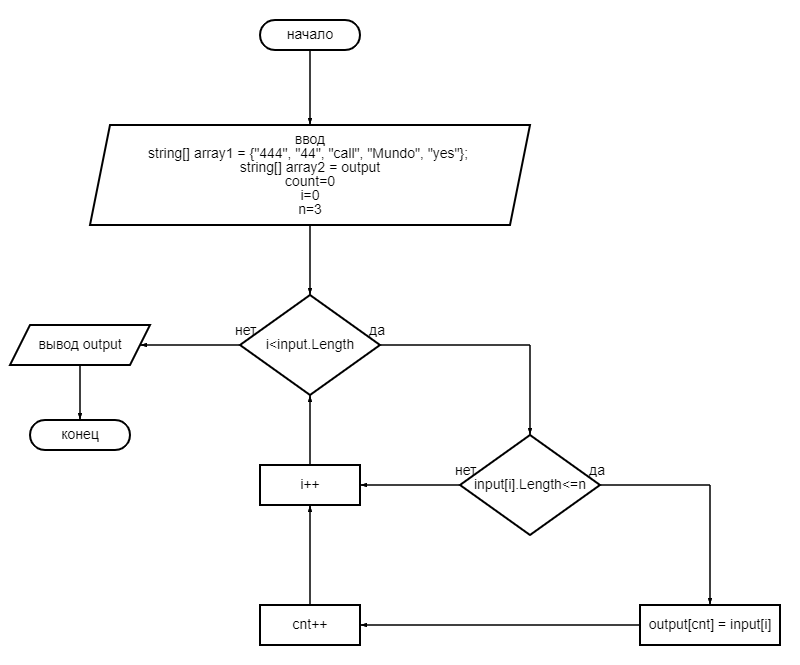 начало
ввод
string[] array1 = {"444", "44", "call", "Mundo", "yes"};
string[] array2 = output
count=0
i=0
n=3
нет
да
вывод output
i<input.Length
конец
нет
да
i++
input[i].Length<=n
cnt++
output[cnt] = input[i]